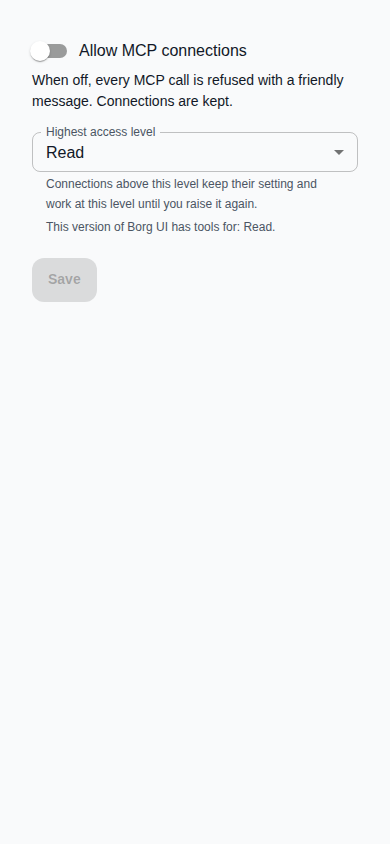 Allow MCP connections
When off, every MCP call is refused with a friendly
message. Connections are kept.
Highest access level
Read
Connections above this level keep their setting and
work at this level until you raise it again.
This version of Borg UI has tools for: Read.
Save